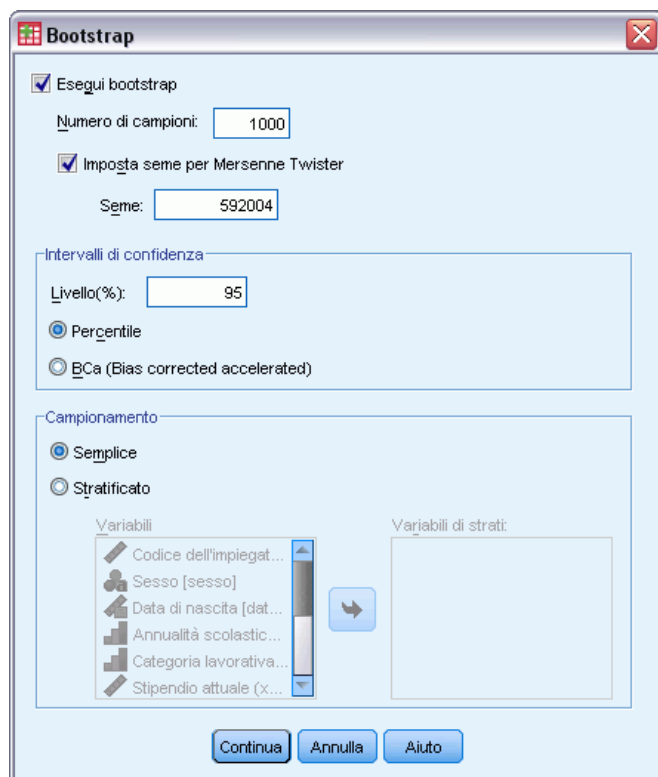 Bootstrap
Esegui bootstrap
Numero di campioni: 1000
Imposta seme per Mersenne Twister
Seme: 592004
Intervalli di confidenza
Livello(%): 95
Percentile
BCa (Bias corrected accelerated)
Campionamento
Semplice
Stratificato
Variabili
Variabili di strati:
Codice dell'impiegat...
Sesso [sesso]
Data di nascita [dat...
Annualità scolastic...
Categoria lavorativa...
Stipendio attuale (x...
Continua Annulla Aiuto